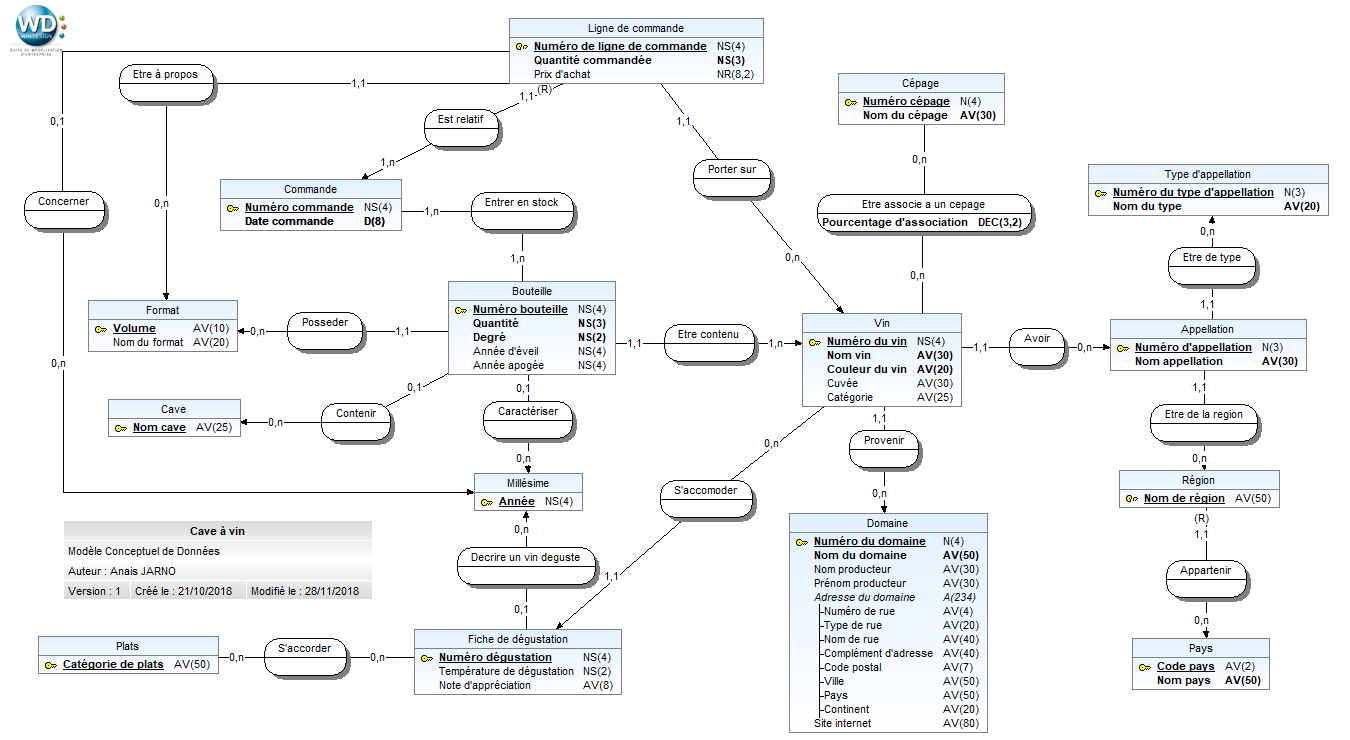 WD
WINDESIGN
SUITE DE MODÉLISATION
D'ENTREPRISE
Ligne de commande
Numéro de ligne de commande NS(4)
Quantité commandée NS(3)
Prix d'achat NR(8,2)
Etre à propos
1,1
1,1
(R)
1,1
0,1
Est relatif
1,n
Porter sur
Cépage
Numéro cépage N(4)
Nom du cépage AV(30)
0,n
Etre associe a un cepage
Pourcentage d'association DEC(3,2)
0,n
Type d'appellation
Numéro du type d'appellation N(3)
Nom du type AV(20)
0,n
Etre de type
1,1
Commande
Numéro commande NS(4)
Date commande D(8)
1,n
Entrer en stock
1,n
Concerner
0,n
0,n
0,n
Format
Volume AV(10)
Nom du format AV(20)
0,n
Posseder
1,1
Bouteille
Numéro bouteille NS(4)
Quantité NS(3)
Degré NS(2)
Année d'éveil NS(4)
Année apogée NS(4)
1,1
Etre contenu
1,n
Vin
Numéro du vin NS(4)
Nom vin AV(30)
Couleur du vin AV(20)
Cuvée AV(30)
Catégorie AV(25)
1,1
Avoir
0,n
Appellation
Numéro d'appellation N(3)
Nom appellation AV(30)
1,1
Etre de la region
0,n
Région
Nom de région AV(50)
(R)
1,1
Appartenir
0,n
Pays
Code pays AV(2)
Nom pays AV(50)
Cave
Nom cave AV(25)
0,n
Contenir
0,1
0,1
Caractériser
0,n
Millésime
Année NS(4)
0,n
Decrire un vin deguste
0,1
0,n
S'accomoder
1,1
1,1
Provenir
0,n
Domaine
Numéro du domaine N(4)
Nom du domaine AV(50)
Nom producteur AV(30)
Prénom producteur AV(30)
Adresse du domaine A(234)
Numéro de rue AV(4)
Type de rue AV(20)
Nom de rue AV(40)
Complément d'adresse AV(40)
Code postal AV(7)
Ville AV(50)
Pays AV(50)
Continent AV(20)
Site internet AV(80)
Cave à vin
Modèle Conceptuel de Données
Auteur : Anais JARNO
Version : 1 Créé le : 21/10/2018 Modifié le : 28/11/2018
Plats
Catégorie de plats AV(50)
0,n
S'accorder
0,n
Fiche de dégustation
Numéro dégustation NS(4)
Température de dégustation NS(2)
Note d'appréciation AV(8)